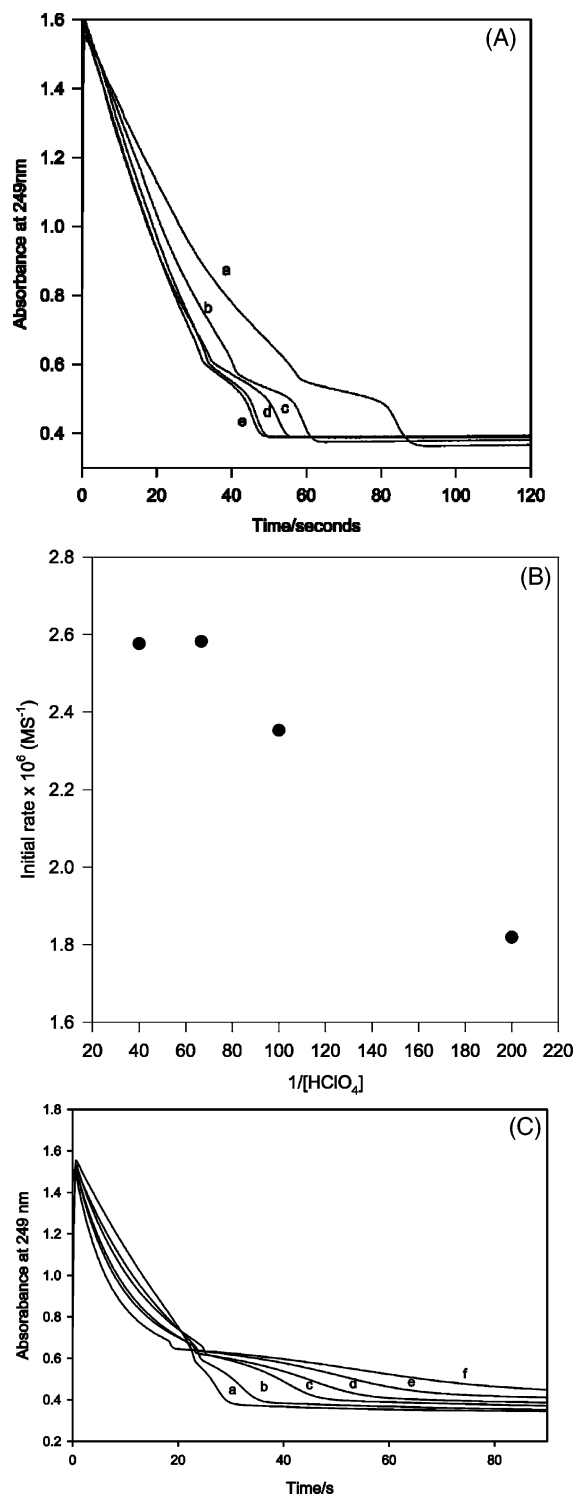 (A)
1.6
1.4
1.2
1.0
0.8
0.6
0.4
Absorbance at 249nm
a
b
c
d
e
0 20 40 60 80 100 120
Time/seconds
(B)
2.8
2.6
2.4
2.2
2.0
1.8
1.6
Initial rate x 10⁶ (MS⁻¹)
20 40 60 80 100 120 140 160 180 200 220
1/[HClO₄]
(C)
1.8
1.6
1.4
1.2
1.0
0.8
0.6
0.4
0.2
Absorabance at 249 nm
a b c d e f
0 20 40 60 80
Time/s